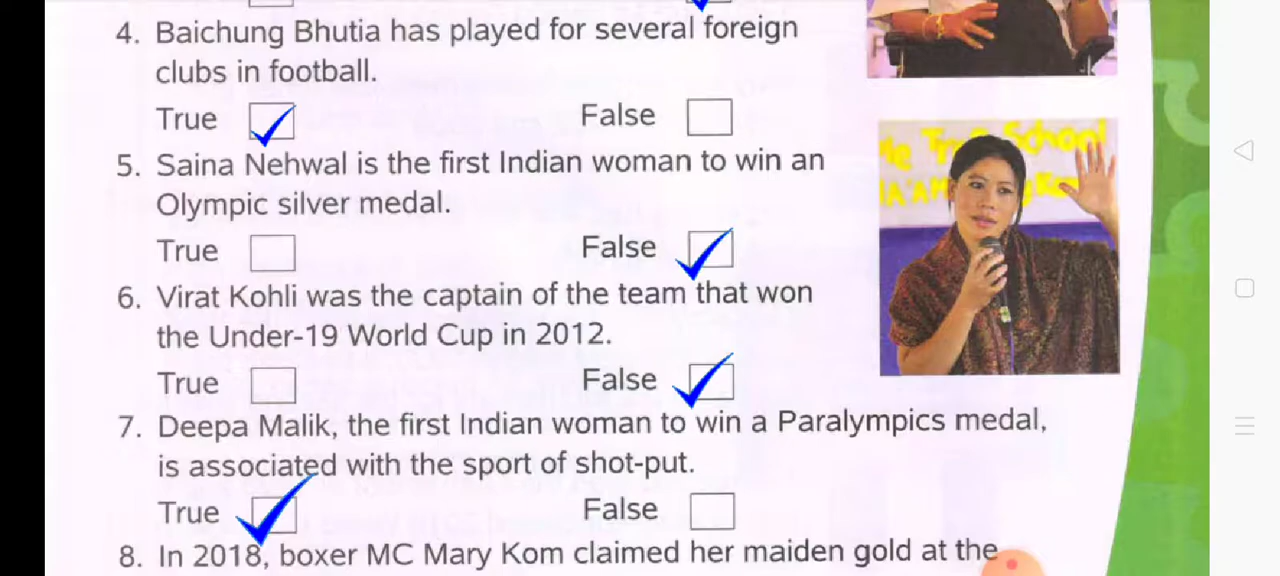 4. Baichung Bhutia has played for several foreign
clubs in football.
True False
5. Saina Nehwal is the first Indian woman to win an
Olympic silver medal.
True False
6. Virat Kohli was the captain of the team that won
the Under-19 World Cup in 2012.
True False
7. Deepa Malik, the first Indian woman to win a Paralympics medal,
is associated with the sport of shot-put.
True False
8. In 2018, boxer MC Mary Kom claimed her maiden gold at the